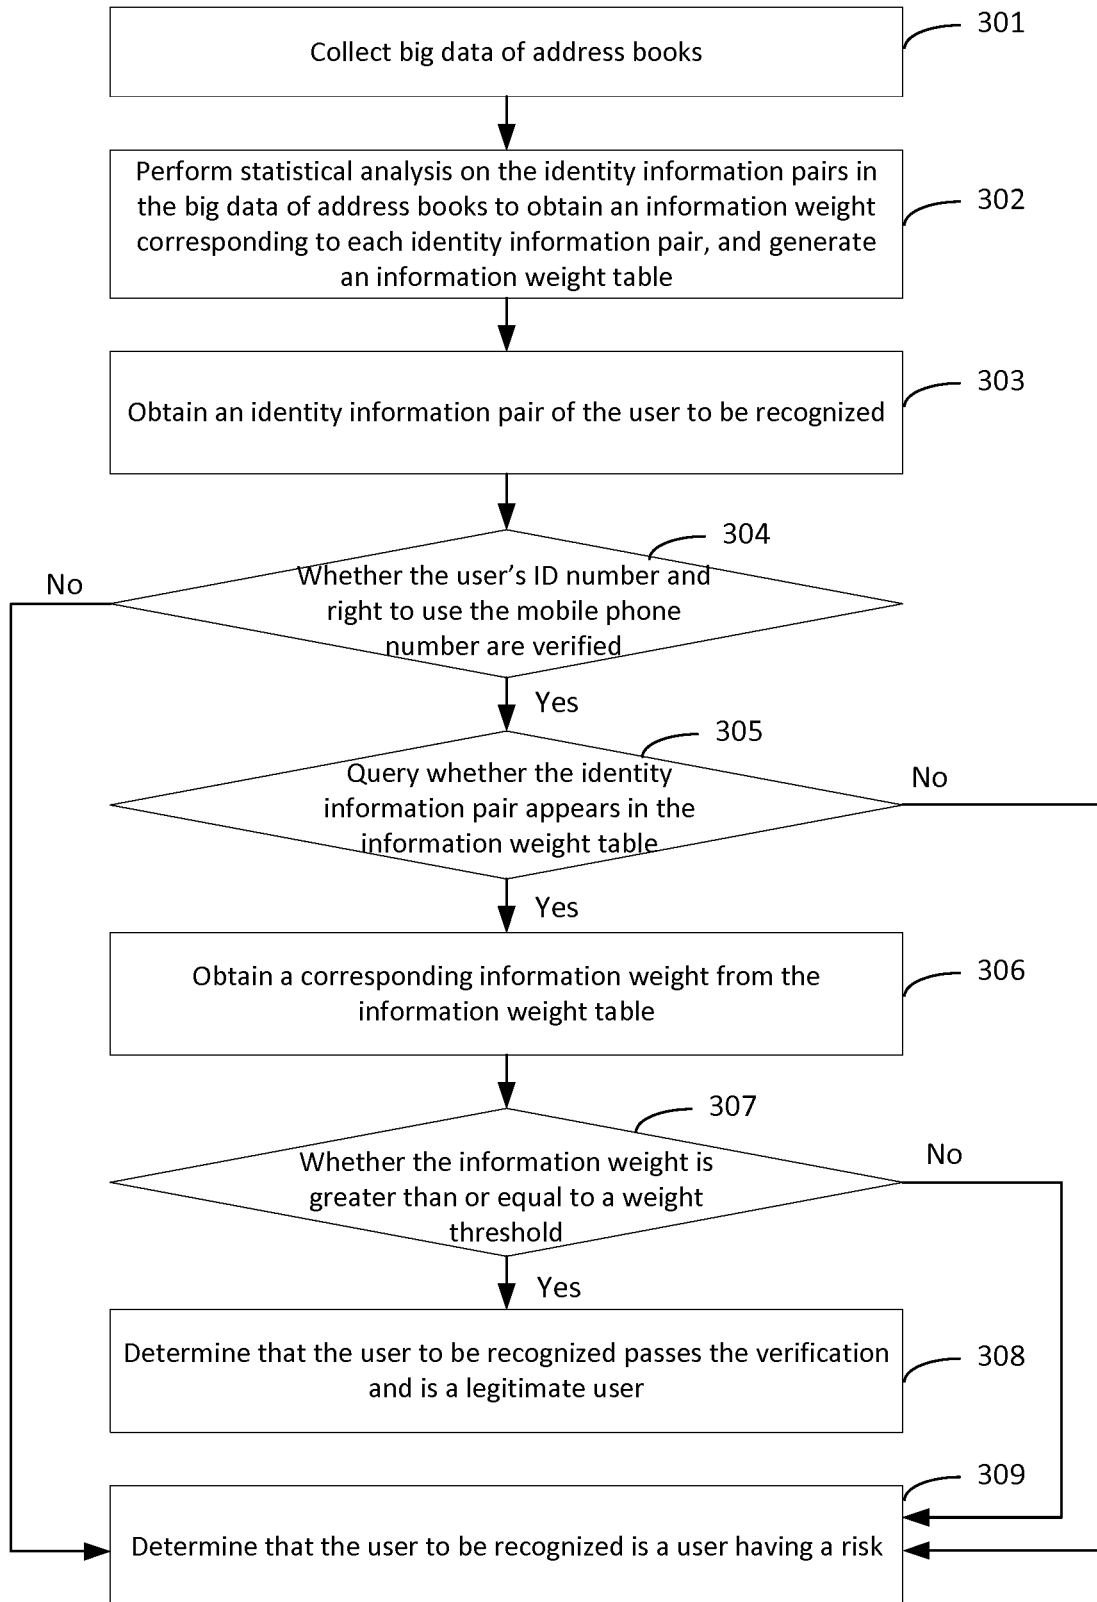 Collect big data of address books
301
Perform statistical analysis on the identity information pairs in
the big data of address books to obtain an information weight
corresponding to each identity information pair, and generate
an information weight table
302
Obtain an identity information pair of the user to be recognized
303
304
No
Whether the user’s ID number and
right to use the mobile phone
number are verified
Yes
305
Query whether the identity
information pair appears in the
information weight table
No
Yes
Obtain a corresponding information weight from the
information weight table
306
307
Whether the information weight is
greater than or equal to a weight
threshold
No
Yes
Determine that the user to be recognized passes the verification
and is a legitimate user
308
309
Determine that the user to be recognized is a user having a risk